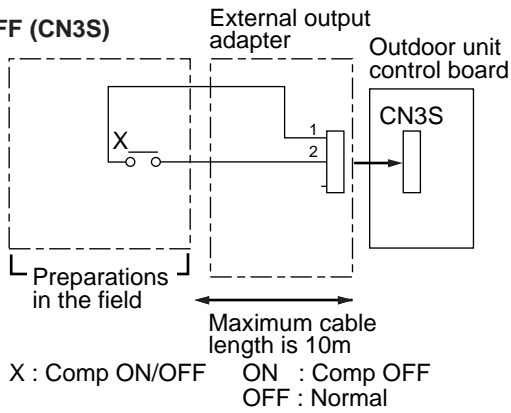 FF (CN3S)
External output
adapter
Outdoor unit
control board
CN3S
X
1
2
Preparations
in the field
Maximum cable
length is 10m
X : Comp ON/OFF ON : Comp OFF
OFF : Normal